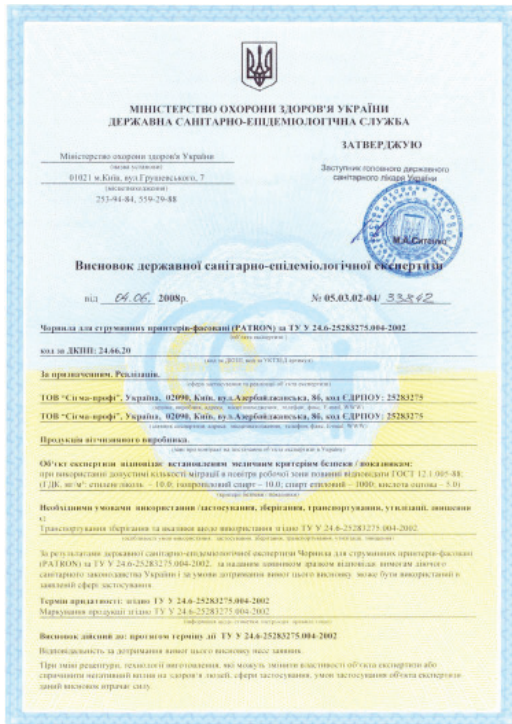 МІНІСТЕРСТВО ОХОРОНИ ЗДОРОВ'Я УКРАЇНИ
ДЕРЖАВНА САНІТАРНО-ЕПІДЕМІОЛОГІЧНА СЛУЖБА
ЗАТВЕРДЖУЮ
Міністерство охорони здоров'я України
(назва установи)
01021 м.Київ, вул.Грушевського, 7
(місцезнаходження)
253-94-84, 559-29-88
Заступник головного державного
санітарного лікаря України
Висновок державної санітарно-епідеміологічної експертизи
від 04.06. 2008р.
№ 05.03.02-04/ 33842
Чорнила для струминних принтерів-фасовані (PATRON) за ТУ У 24.6-25283275.004-2002
(об'єкт експертизи)
код за ДКПП: 24.66.20
За призначенням. Реалізація.
ТОВ "Сігма-профі", Україна, 02090, Київ, вул.Азербайджанська, 8б, код ЄДРПОУ: 25283275
ТОВ "Сігма-профі", Україна, 02090, Київ, вул.Азербайджанська, 8б, код ЄДРПОУ: 25283275
Продукція вітчизняного виробника.
Об'єкт експертизи відповідає встановленим медичним критеріям безпеки / показникам:
при використанні допустимі кількості міграції в повітря робочої зони повинні відповідати ГОСТ 12.1.005-88:
(ГДК, мг/м³: етиленгліколь – 10.0; ізопропіловий спирт – 10.0; спирт етиловий – 1000; кислота оцтова – 5.0)
Необхідними умовами використання /застосування, зберігання, транспортування, утилізації, знищення
є:
Транспортування зберігання та вказівки щодо використання згідно ТУ У 24.6-25283275.004-2002
За результатами державної санітарно-епідеміологічної експертизи Чорнила для струминних принтерів-фасовані
(PATRON) за ТУ У 24.6-25283275.004-2002, за наданим заявником зразком відповідає вимогам діючого
санітарного законодавства України і за умови дотримання вимог цього висновку може бути використаний в
заявленій сфері застосування
Термін придатності: згідно ТУ У 24.6-25283275.004-2002
Маркування продукції згідно ТУ У 24.6-25283275.004-2002
Висновок дійсний до: протягом терміну дії ТУ У 24.6-25283275.004-2002
Відповідальність за дотримання вимог цього висновку несе заявник.
При зміні рецептури, технології виготовлення, які можуть змінити властивості об'єкта експертизи або
спричинити негативний вплив на здоров'я людей, сфери застосування, умов застосування об'єкта експертизи
даний висновок втрачає силу.